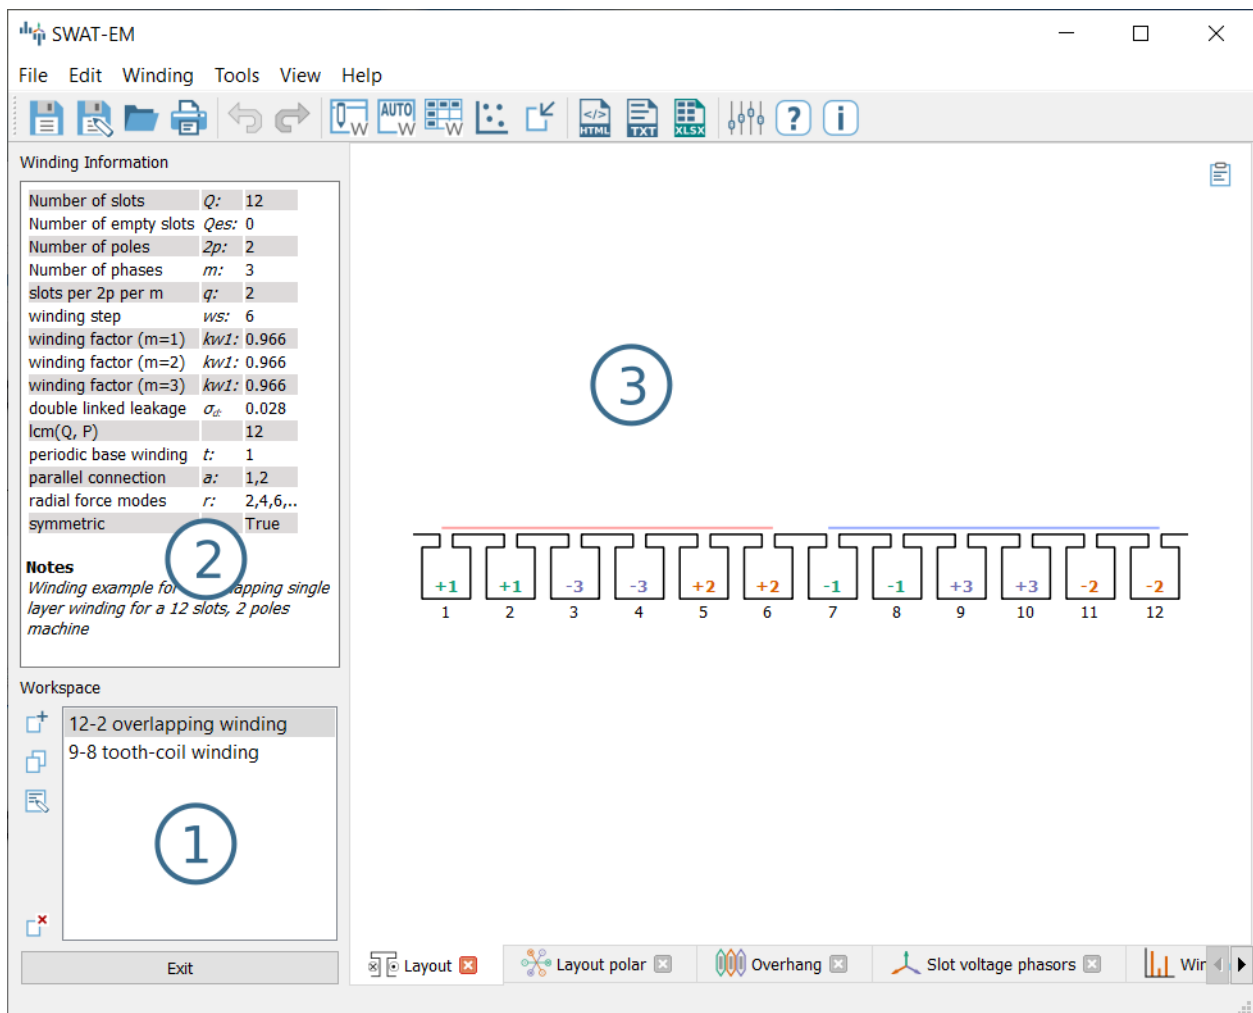 SWAT-EM
File Edit Winding Tools View Help
W AUTO W W </> HTML TXT XLSX ? i
Winding Information
Number of slots Q: 12
Number of empty slots Qes: 0
Number of poles 2p: 2
Number of phases m: 3
slots per 2p per m q: 2
winding step ws: 6
winding factor (m=1) kw1: 0.966
winding factor (m=2) kw1: 0.966
winding factor (m=3) kw1: 0.966
double linked leakage σd: 0.028
lcm(Q, P) 12
periodic base winding t: 1
parallel connection a: 1,2
radial force modes r: 2,4,6,..
symmetric True
Notes
Winding example for overlapping single
layer winding for a 12 slots, 2 poles
machine
2
3
+1 +1 -3 -3 +2 +2 -1 -1 +3 +3 -2 -2
1 2 3 4 5 6 7 8 9 10 11 12
Workspace
12-2 overlapping winding
9-8 tooth-coil winding
1
Exit
Layout Layout polar Overhang Slot voltage phasors